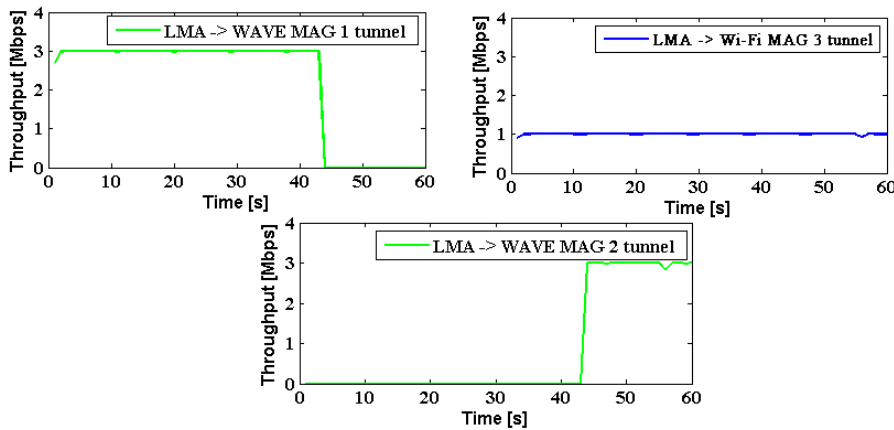 LMA -> WAVE MAG 1 tunnel
Throughput [Mbps]
4
3
2
1
0
0 10 20 30 40 50 60
Time [s]
LMA -> Wi-Fi MAG 3 tunnel
Throughput [Mbps]
4
3
2
1
0
0 10 20 30 40 50 60
Time [s]
LMA -> WAVE MAG 2 tunnel
Throughput [Mbps]
4
3
2
1
0
0 10 20 30 40 50 60
Time [s]